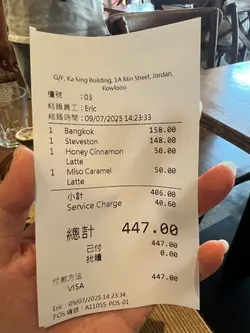 G/F, Ka Sing Building, 1A Min Street, Jordan,
Kowloon
檯號 : 03
結賬員工 : Eric
結賬時間 : 09/07/2025 14:23:33
1 Bangkok 158.00
1 Steveston 148.00
1 Honey Cinnamon 50.00
Latte
1 Miso Caramel 50.00
Latte
小計 406.00
Service Charge 40.60
總計 447.00
已付 447.00
找續 0.00
付款方法
VISA 447.00
Eric : 09/07/2025 14:23:34
POS 編號 : A11055-POS-01